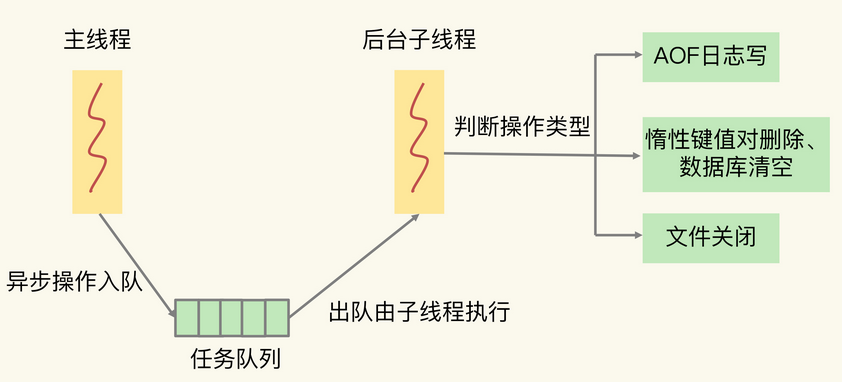 主线程
后台子线程
AOF日志写
判断操作类型
惰性键值对删除、
数据库清空
文件关闭
异步操作入队
出队由子线程执行
任务队列